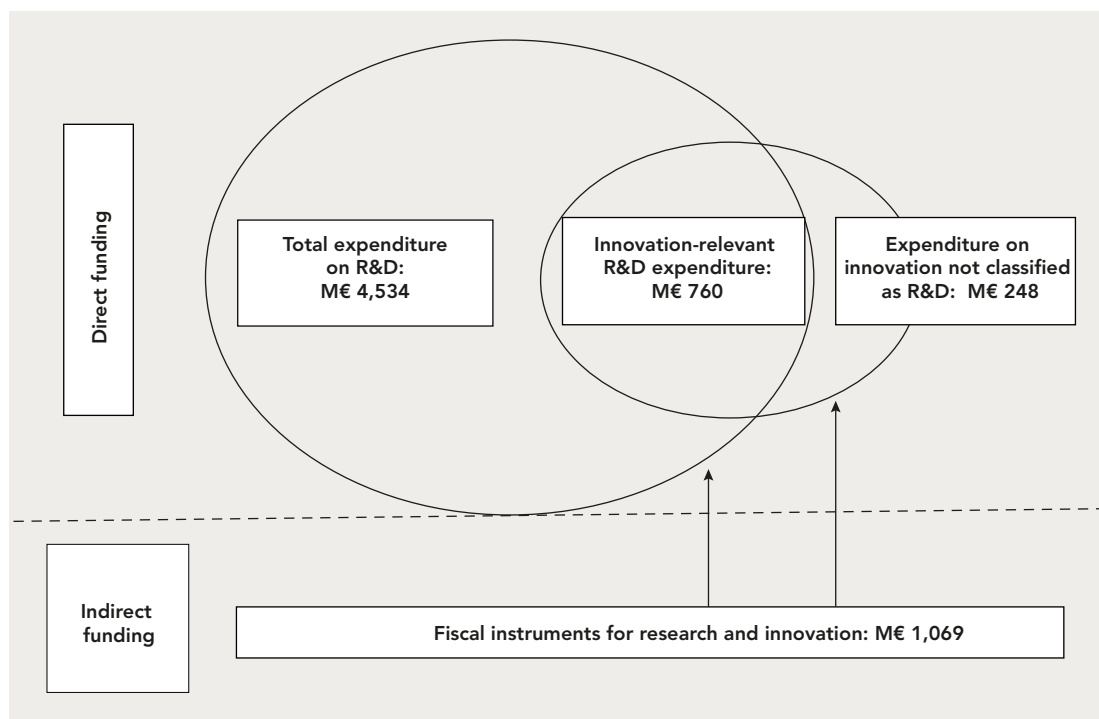 Direct funding
Total expenditure
on R&D:
M€ 4,534
Innovation-relevant
R&D expenditure:
M€ 760
Expenditure on
innovation not classified
as R&D: M€ 248
Indirect
funding
Fiscal instruments for research and innovation: M€ 1,069